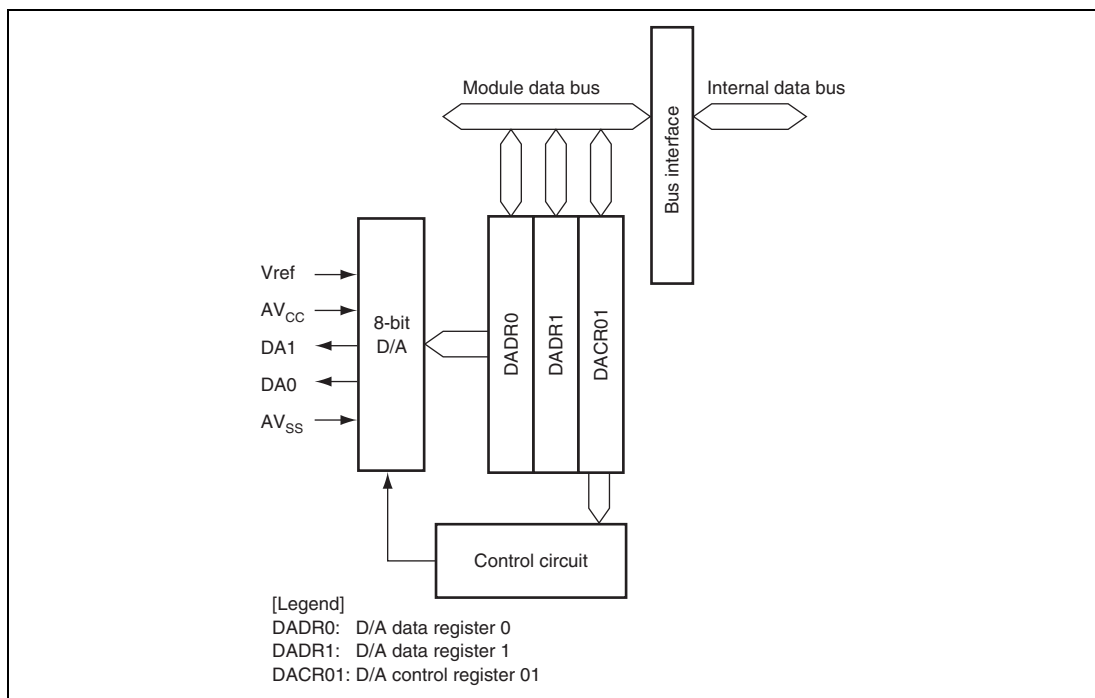 Module data bus
Internal data bus
Bus interface
Vref
AVCC
DA1
DA0
AVSS
8-bit
D/A
DADR0
DADR1
DACR01
Control circuit
[Legend]
DADR0: D/A data register 0
DADR1: D/A data register 1
DACR01: D/A control register 01